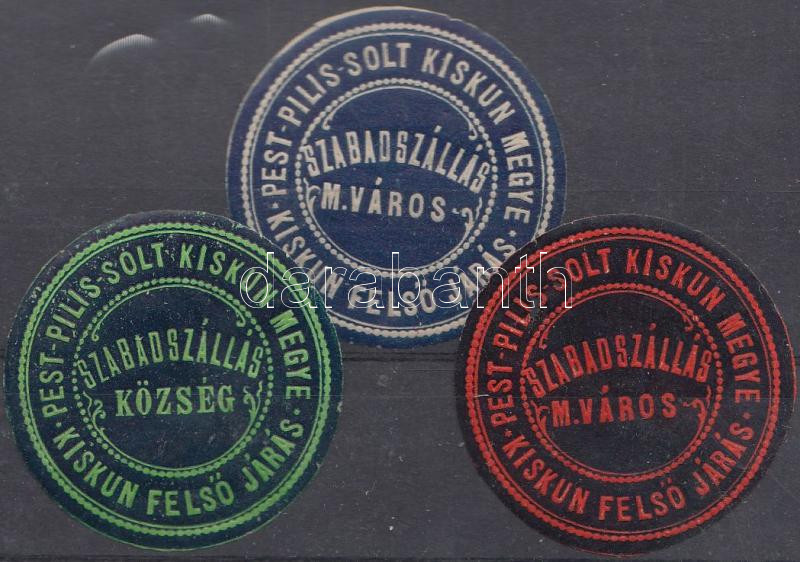 PEST-PILIS-SOLT KISKUN MEGYE
SZABADSZÁLLÁS
M. VÁROS
KISKUN FELSŐ JÁRÁS
PEST-PILIS-SOLT KISKUN MEGYE
SZABADSZÁLLÁS
KÖZSÉG
KISKUN FELSŐ JÁRÁS
PEST-PILIS-SOLT KISKUN MEGYE
SZABADSZÁLLÁS
M. VÁROS
KISKUN FELSŐ JÁRÁS
darabanth